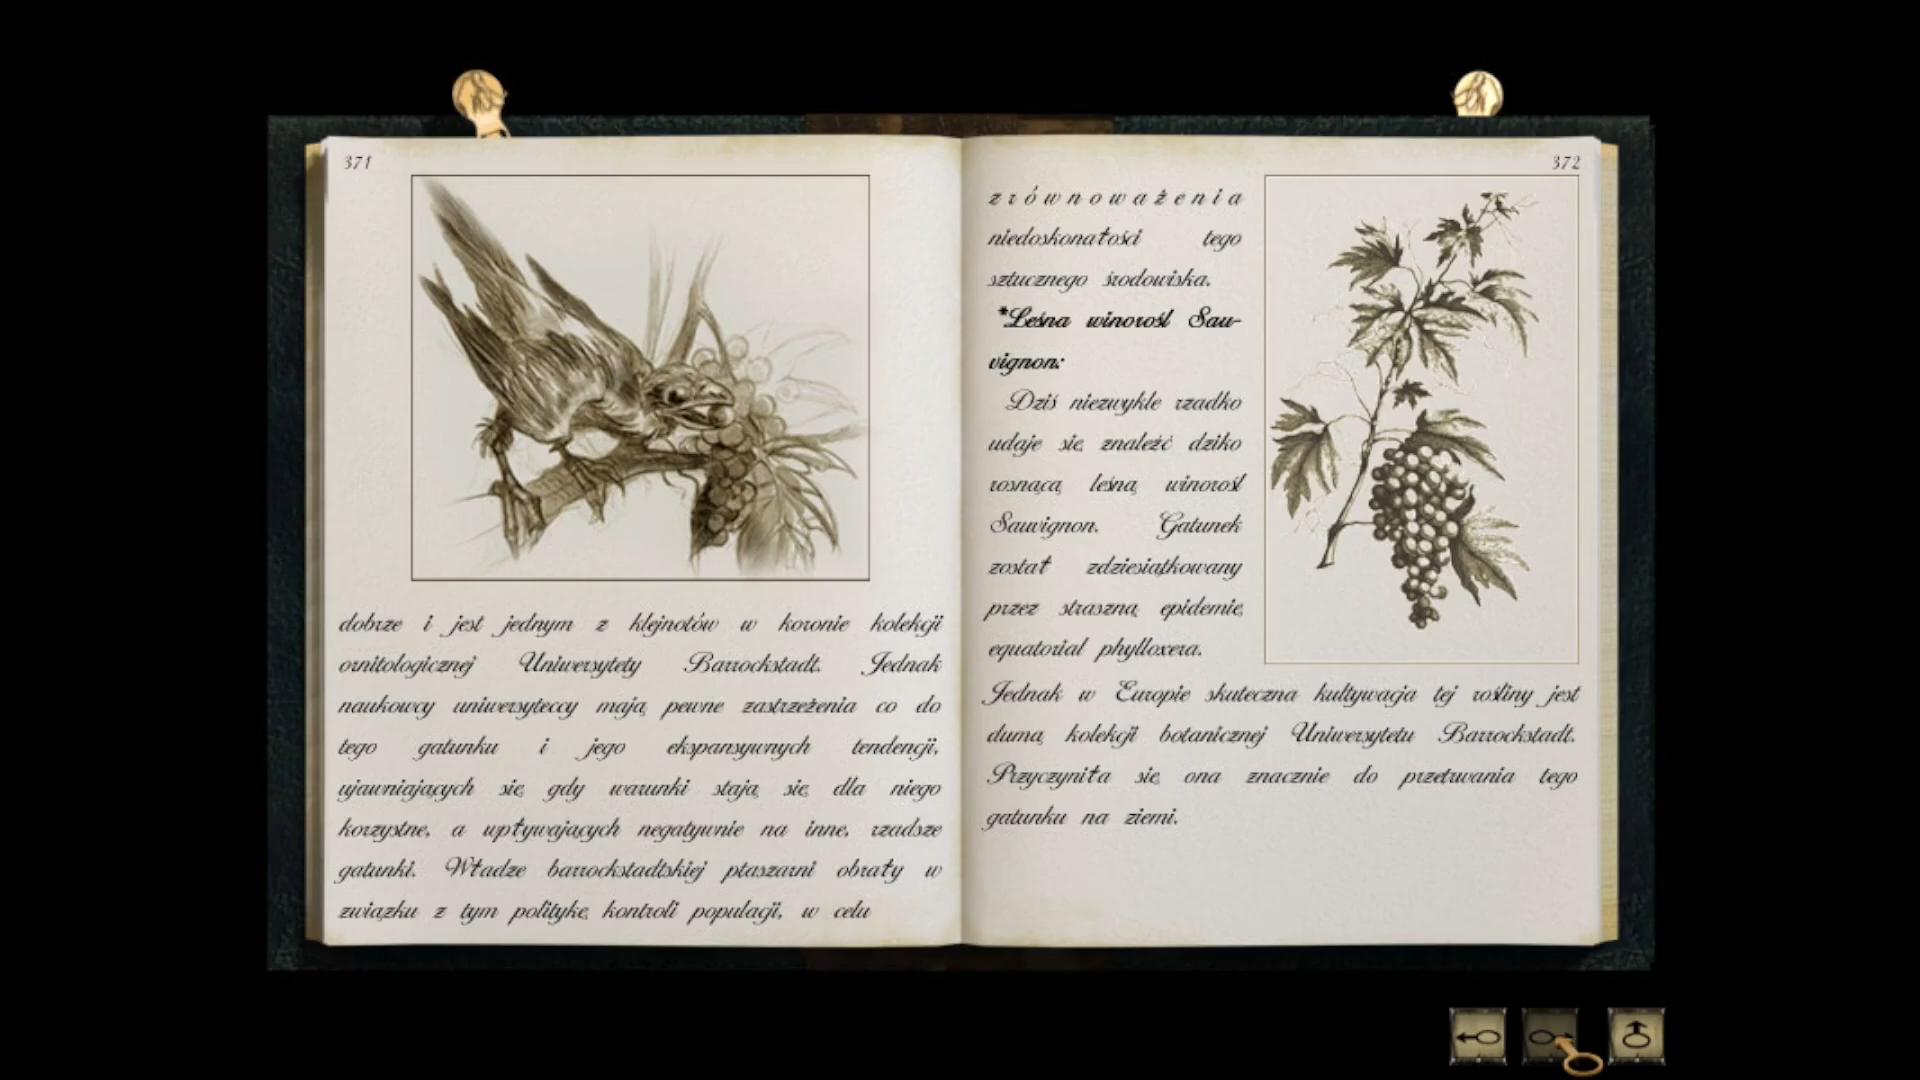 371
dobrze i jest jednym z klejnotów w koronie kolekcji
ornitologicznej Uniwersytety Barrockstadt. Jednak
naukowcy uniwersyteccy mają pewne zastrzeżenia co do
tego gatunku i jego ekspansywnych tendencji,
ujawniających się gdy warunki stają się dla niego
korzystne, a upływających negatywnie na inne, rzadsze
gatunki. Władze barrockstadtskiej ptaszarni obrały w
związku z tym politykę kontroli populacji, w celu
372
zrównoważenia
niedoskonałości tego
sztucznego środowiska.
*Leśna winorośl Sau-
vignon:
Dziś niezwykle rzadko
udaje się znaleźć dziko
rosnącą leśną winorośl
Sauvignon. Gatunek
został zdziesiątkowany
przez straszną epidemię
equatorial phylloxera.
Jednak w Europie skuteczna kultywacja tej rośliny jest
dumą kolekcji botanicznej Uniwersytetu Barrockstadt.
Przyczyniła się ona znacznie do przetrwania tego
gatunku na ziemi.